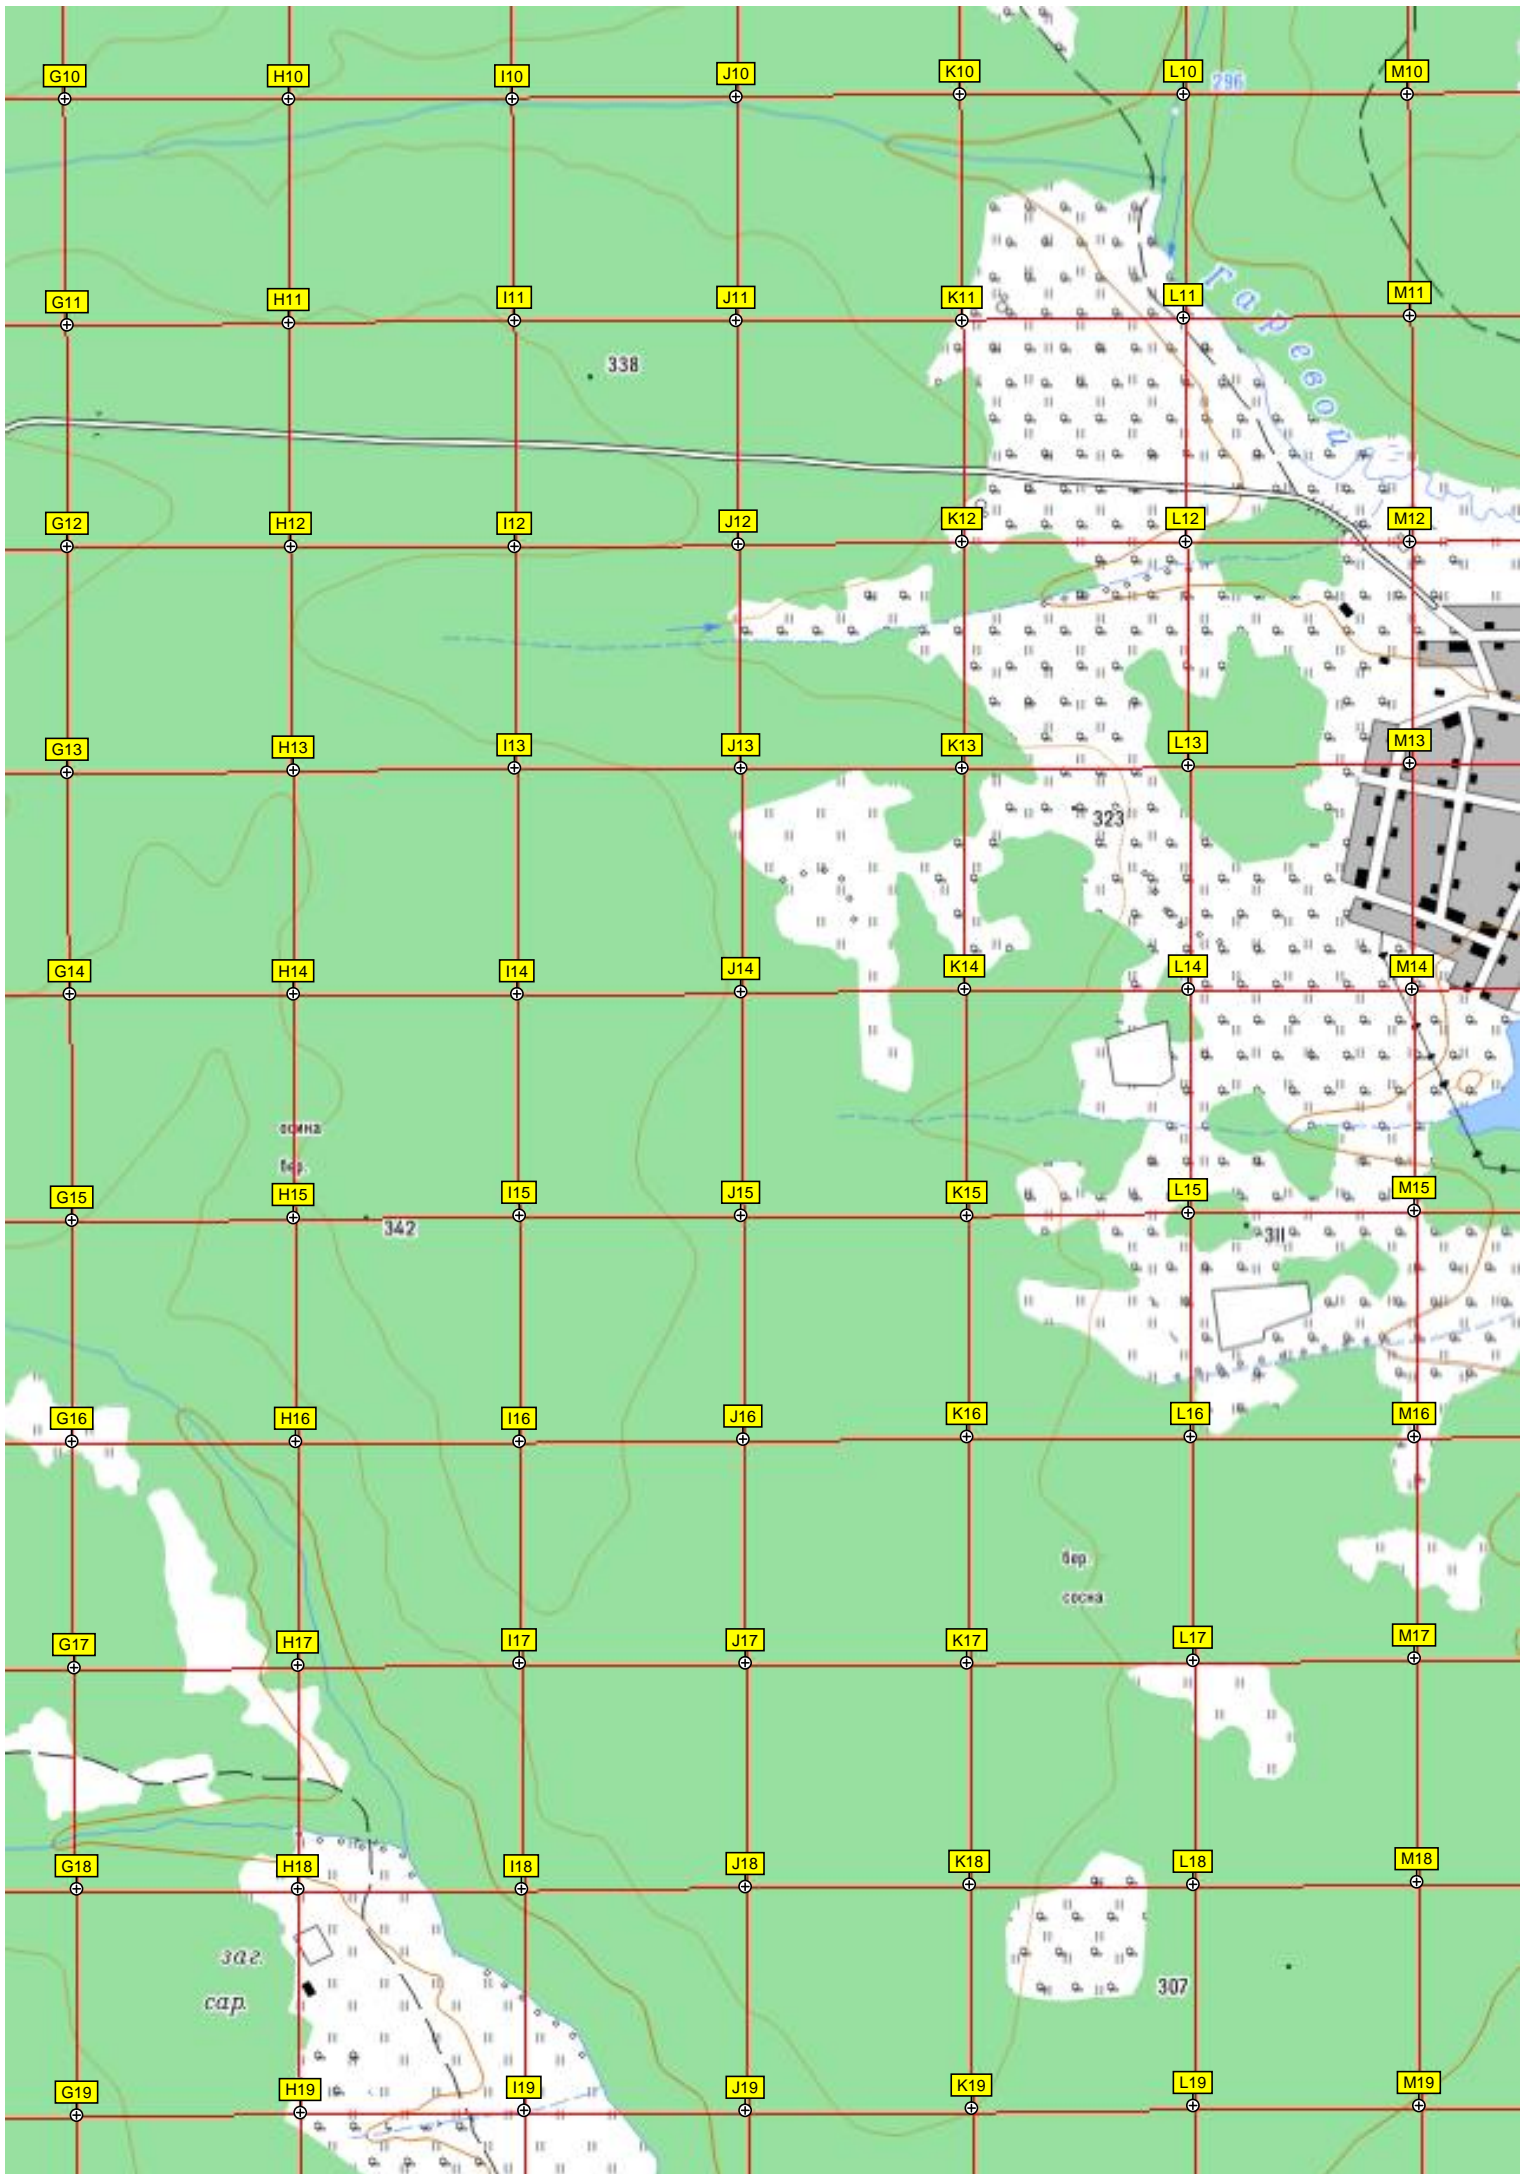 G10 H10 I10 J10 K10 L10 M10
296
G11 H11 I11 J11 K11 L11 M11
Гаревой
338
G12 H12 I12 J12 K12 L12 M12
G13 H13 I13 J13 K13 L13 M13
323
G14 H14 I14 J14 K14 L14 M14
осина
бер.
G15 H15 I15 J15 K15 L15 M15
342
311
G16 H16 I16 J16 K16 L16 M16
бер.
сосна
G17 H17 I17 J17 K17 L17 M17
G18 H18 I18 J18 K18 L18 M18
заг.
сар.
307
G19 H19 I19 J19 K19 L19 M19